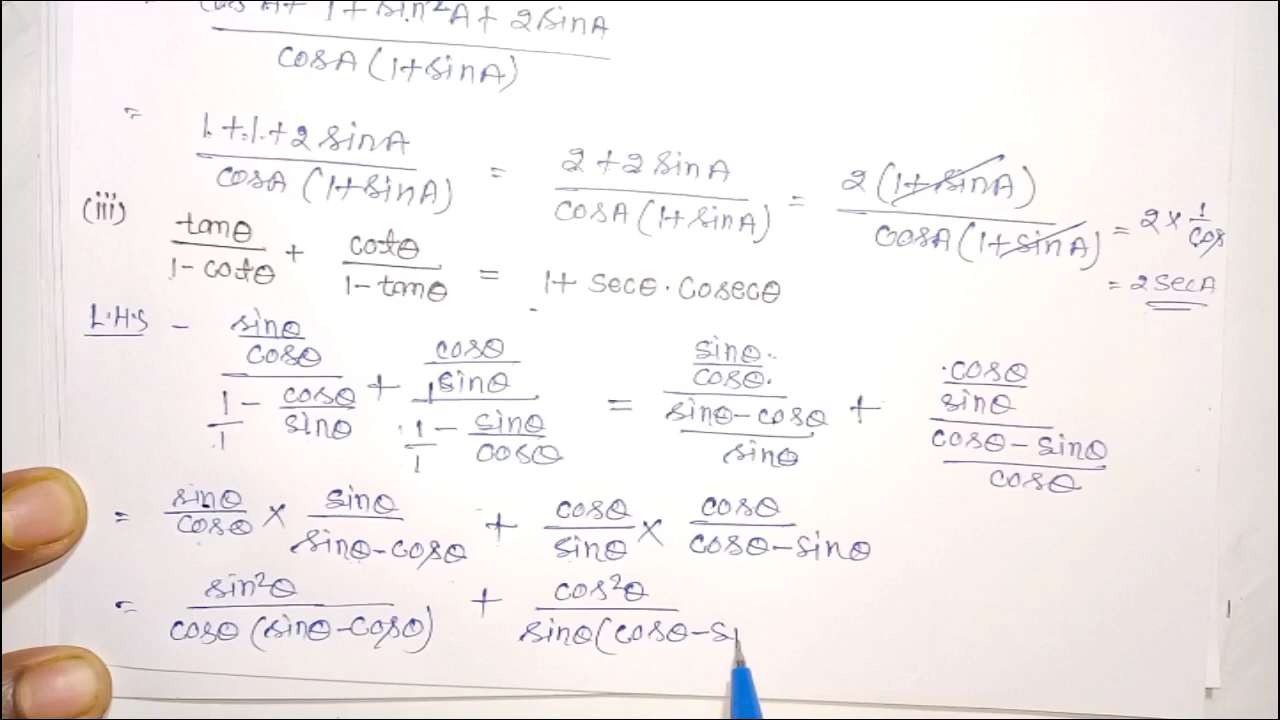 cos²A + 1 + sin²A + 2 sinA / cosA (1+sinA)
= 1 + 1 + 2 sinA / cosA (1+sinA) = 2 + 2 sinA / cosA (1+sinA) = 2 (1+sinA) / cosA (1+sinA) = 2 × 1/cos
= 2 secA
(iii) tanθ / 1 - cotθ + cotθ / 1 - tanθ = 1 + secθ · cosecθ
L.H.S - sinθ/cosθ / 1/1 - cosθ/sinθ + cosθ/sinθ / 1/1 - sinθ/cosθ = sinθ/cosθ / sinθ-cosθ/sinθ + cosθ/sinθ / cosθ-sinθ/cosθ
= sinθ/cosθ × sinθ/sinθ-cosθ + cosθ/sinθ × cosθ/cosθ-sinθ
= sin²θ / cosθ (sinθ-cosθ) + cos²θ / sinθ(cosθ-s